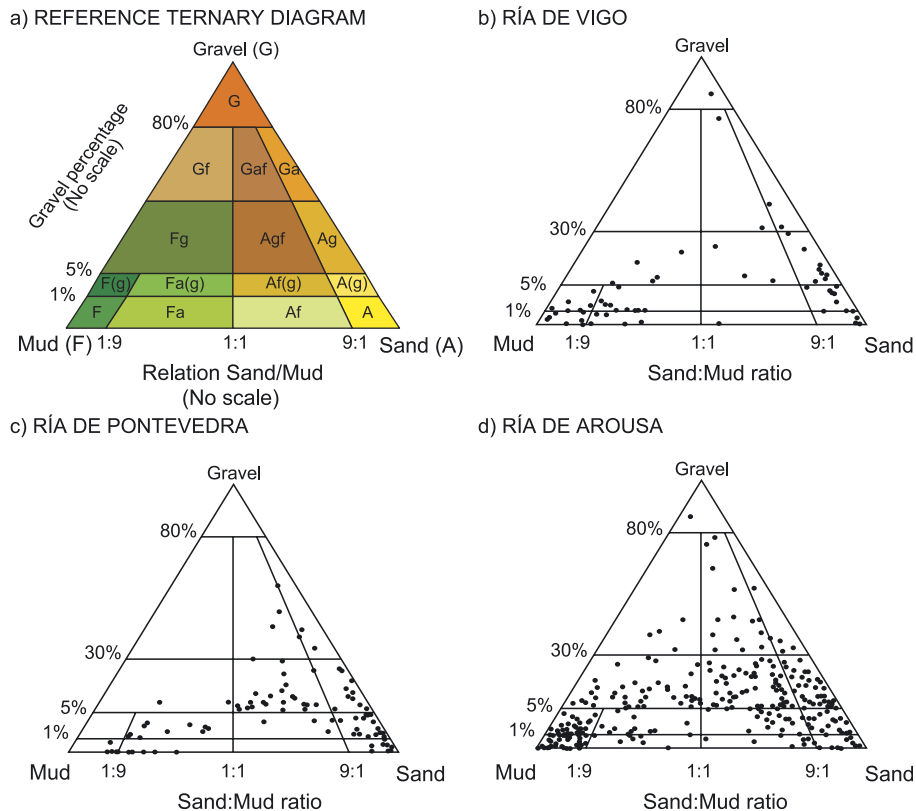 a) REFERENCE TERNARY DIAGRAM
Gravel (G)
G
80%
Gravel percentage
(No scale)
Gf
Gaf
Ga
Fg
Agf
Ag
5%
F(g)
Fa(g)
Af(g)
A(g)
1%
F
Fa
Af
A
Mud (F)
1:9
1:1
9:1
Sand (A)
Relation Sand/Mud
(No scale)
b) RÍA DE VIGO
Gravel
80%
30%
5%
1%
Mud
1:9
1:1
9:1
Sand
Sand:Mud ratio
c) RÍA DE PONTEVEDRA
Gravel
80%
30%
5%
1%
Mud
1:9
1:1
9:1
Sand
Sand:Mud ratio
d) RÍA DE AROUSA
Gravel
80%
30%
5%
1%
Mud
1:9
1:1
9:1
Sand
Sand:Mud ratio